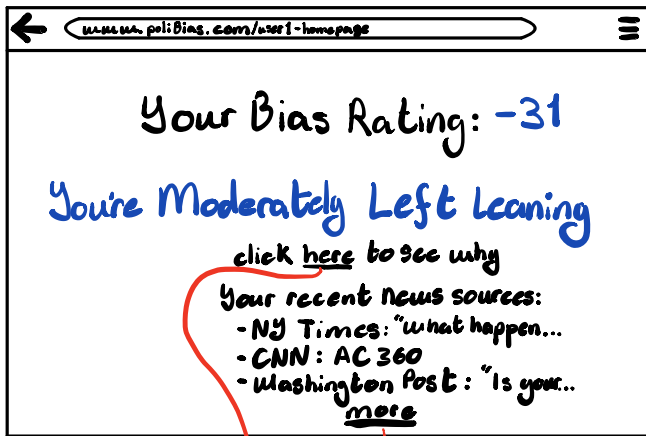 www.poliBias.com/user1-homepage
Your Bias Rating: -31
You're Moderately Left Leaning
click here to see why
Your recent news sources:
-NY Times: "what happen...
-CNN: AC 360
-Washington Post: "Is your...
more